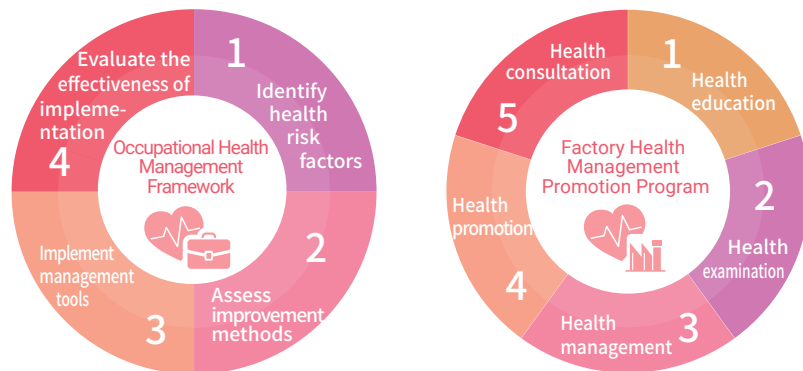 Occupational Health
Management
Framework
1
Identify
health
risk
factors
2
Assess
improvement
methods
3
Implement
management
tools
4
Evaluate the
effectiveness of
impleme-
ntation
Factory Health
Management
Promotion Program
1
Health
education
2
Health
examination
3
Health
management
4
Health
promotion
5
Health
consultation